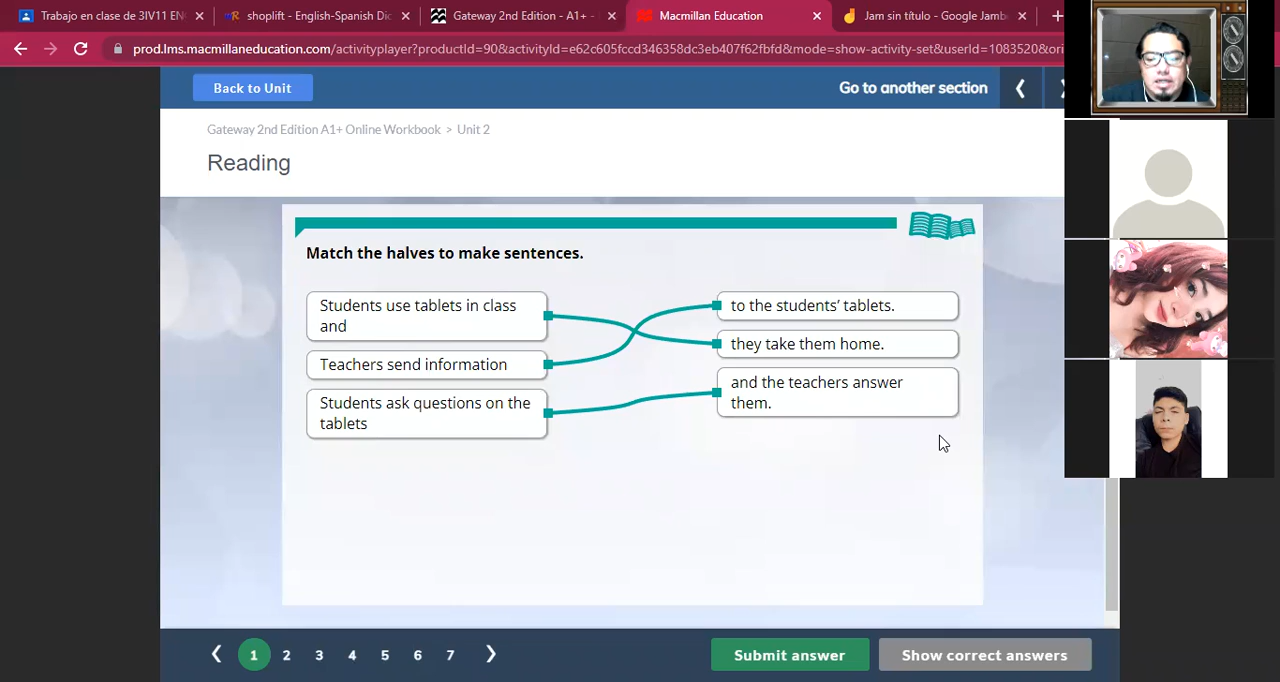 Trabajo en clase de 3IV11 EN
shoplift - English-Spanish Dic
Gateway 2nd Edition - A1+ -
Macmillan Education
Jam sin título - Google Jamb
prod.lms.macmillaneducation.com/activityplayer?productId=90&activityId=e62c605fccd346358dc3eb407f62fbfd&mode=show-activity-set&userId=1083520&ori
Back to Unit
Go to another section
Gateway 2nd Edition A1+ Online Workbook > Unit 2
Reading
Match the halves to make sentences.
Students use tablets in class
and
Teachers send information
Students ask questions on the
tablets
to the students’ tablets.
they take them home.
and the teachers answer
them.
1 2 3 4 5 6 7
Submit answer
Show correct answers